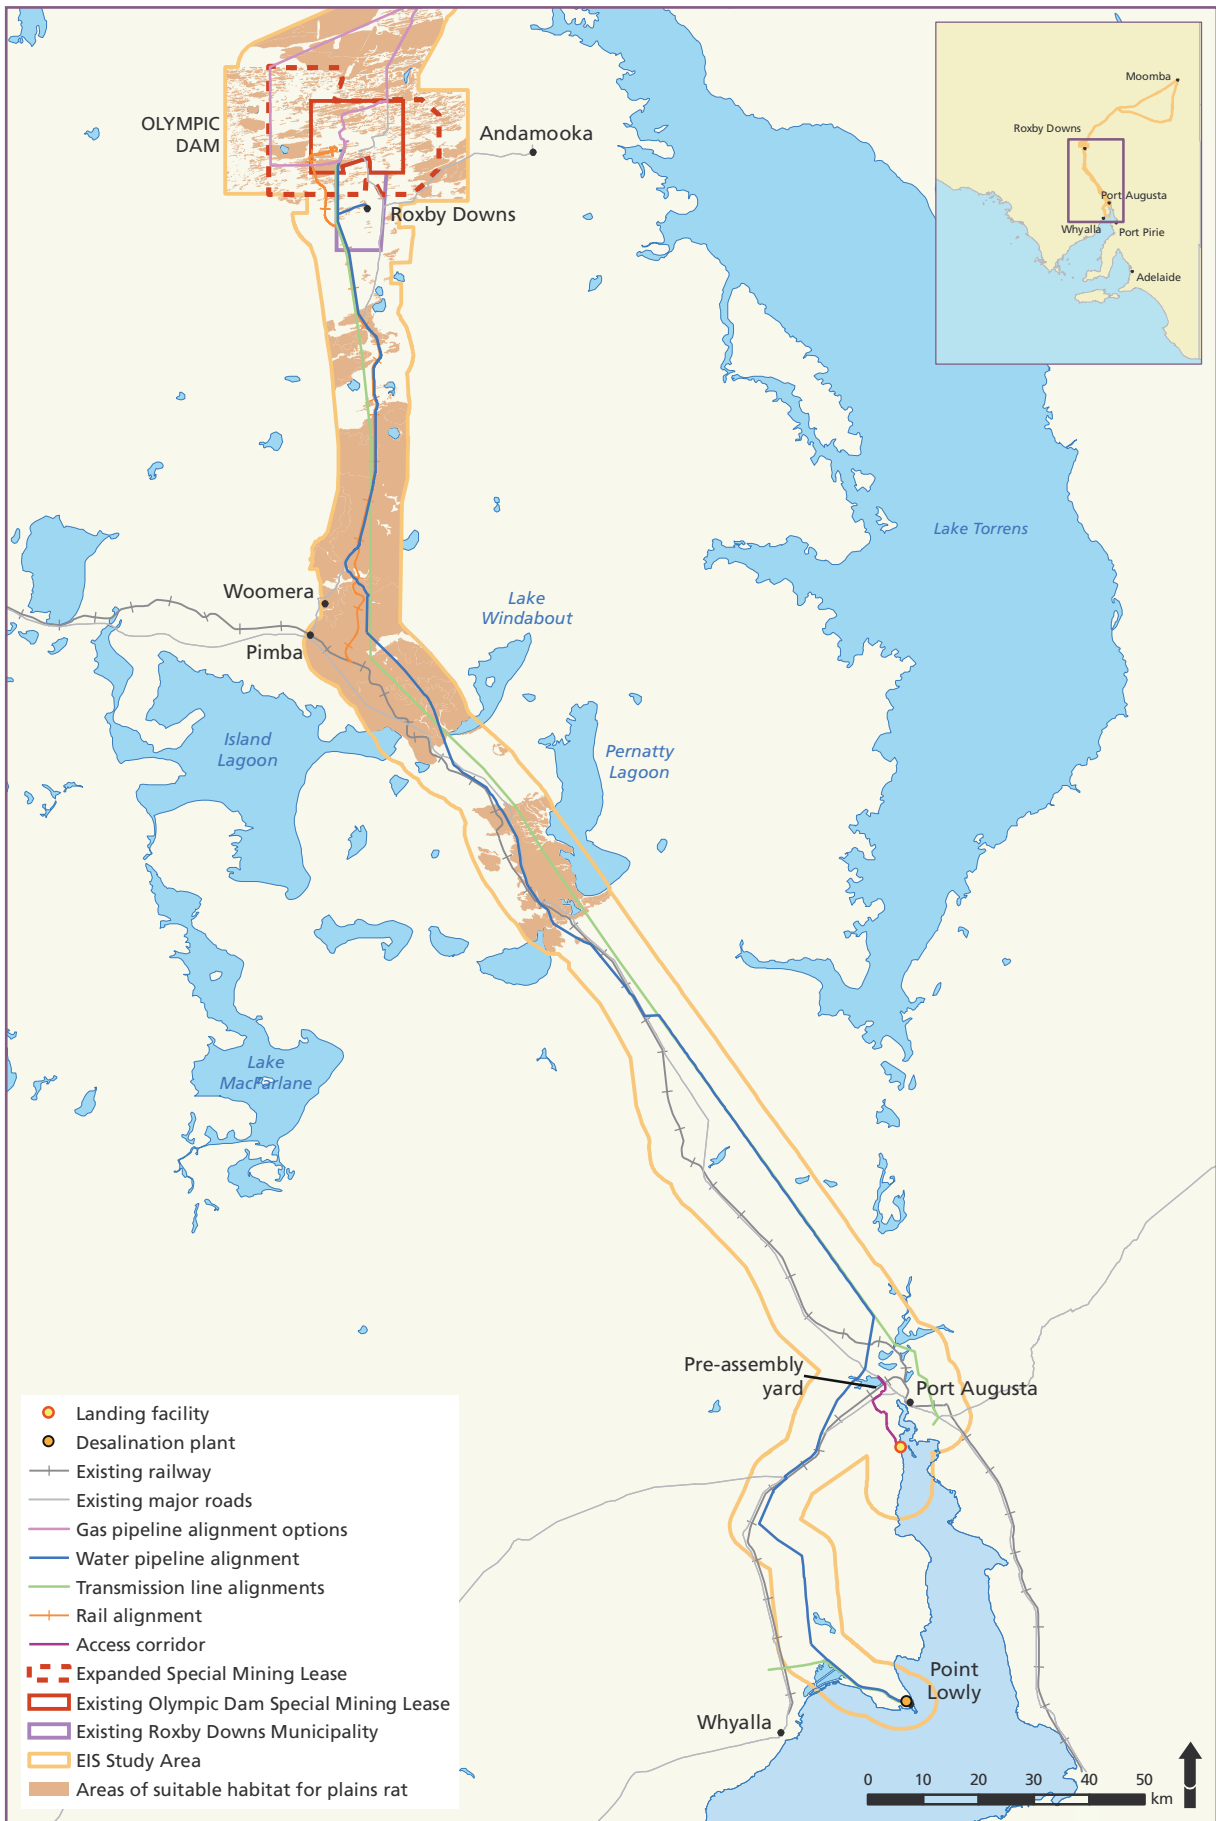 OLYMPIC
DAM
Andamooka
Roxby Downs
Moomba
Roxby Downs
Port Augusta
Whyalla
Port Pirie
Adelaide
Lake Torrens
Woomera
Pimba
Lake
Windabout
Island
Lagoon
Pernatty
Lagoon
Lake
MacFarlane
Pre-assembly
yard
Port Augusta
Point
Lowly
Whyalla
Landing facility
Desalination plant
Existing railway
Existing major roads
Gas pipeline alignment options
Water pipeline alignment
Transmission line alignments
Rail alignment
Access corridor
Expanded Special Mining Lease
Existing Olympic Dam Special Mining Lease
Existing Roxby Downs Municipality
EIS Study Area
Areas of suitable habitat for plains rat
0 10 20 30 40 50
km